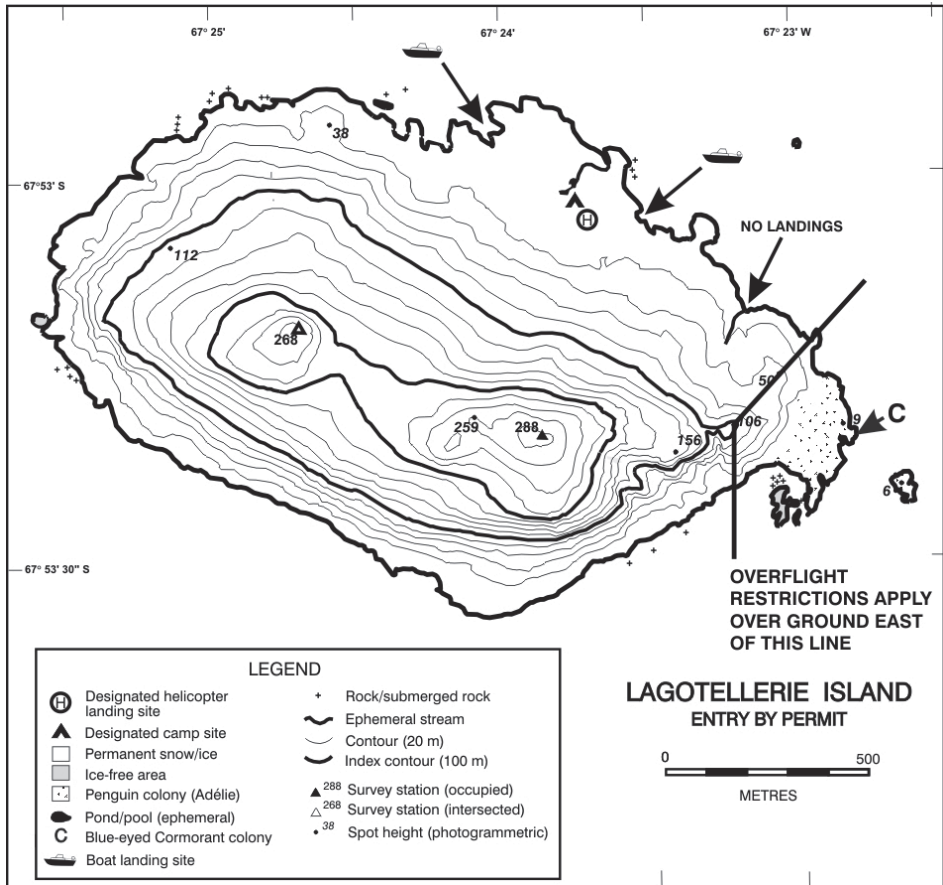 67° 25'
67° 24'
67° 23' W
38
67°53' S
H
NO LANDINGS
112
268
50
259
288
106
9
C
156
6
67° 53' 30" S
OVERFLIGHT
RESTRICTIONS APPLY
OVER GROUND EAST
OF THIS LINE
LEGEND
H Designated helicopter
landing site
Designated camp site
Permanent snow/ice
Ice-free area
Penguin colony (Adélie)
Pond/pool (ephemeral)
C Blue-eyed Cormorant colony
Boat landing site
Rock/submerged rock
Ephemeral stream
Contour (20 m)
Index contour (100 m)
288 Survey station (occupied)
268 Survey station (intersected)
38 Spot height (photogrammetric)
LAGOTELLERIE ISLAND
ENTRY BY PERMIT
0 500
METRES